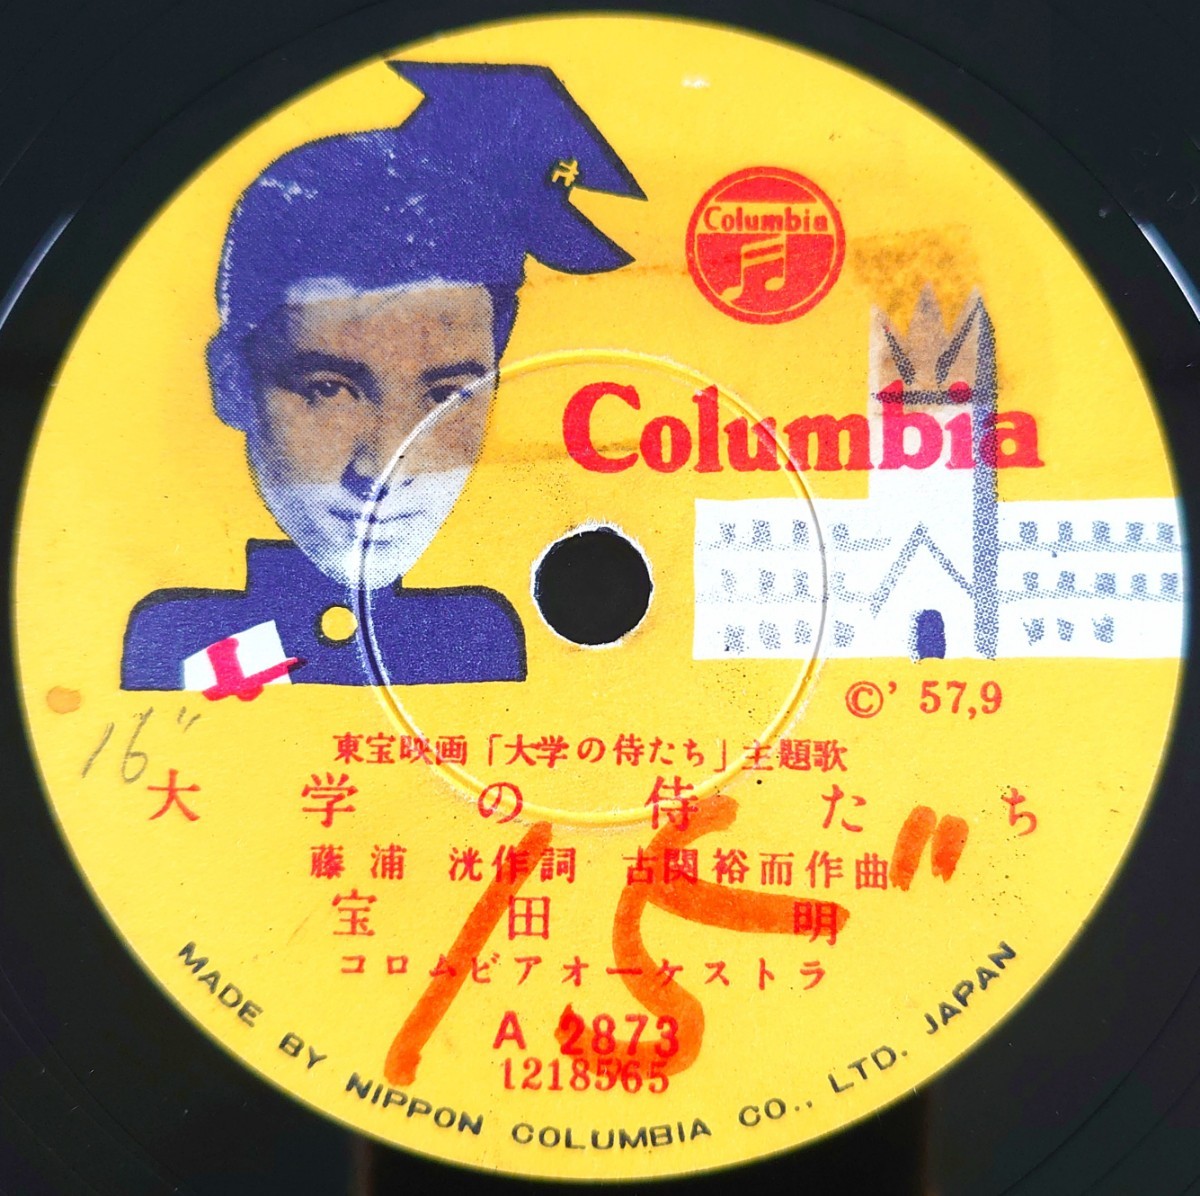 Columbia
Columbia
©' 57,9
16"
東宝映画「大学の侍たち」主題歌
大学の侍たち
藤浦 洸作詞 古関裕而作曲
15"
宝田明
コロムビアオーケストラ
A 2873
1218565
MADE BY NIPPON COLUMBIA CO., LTD. JAPAN